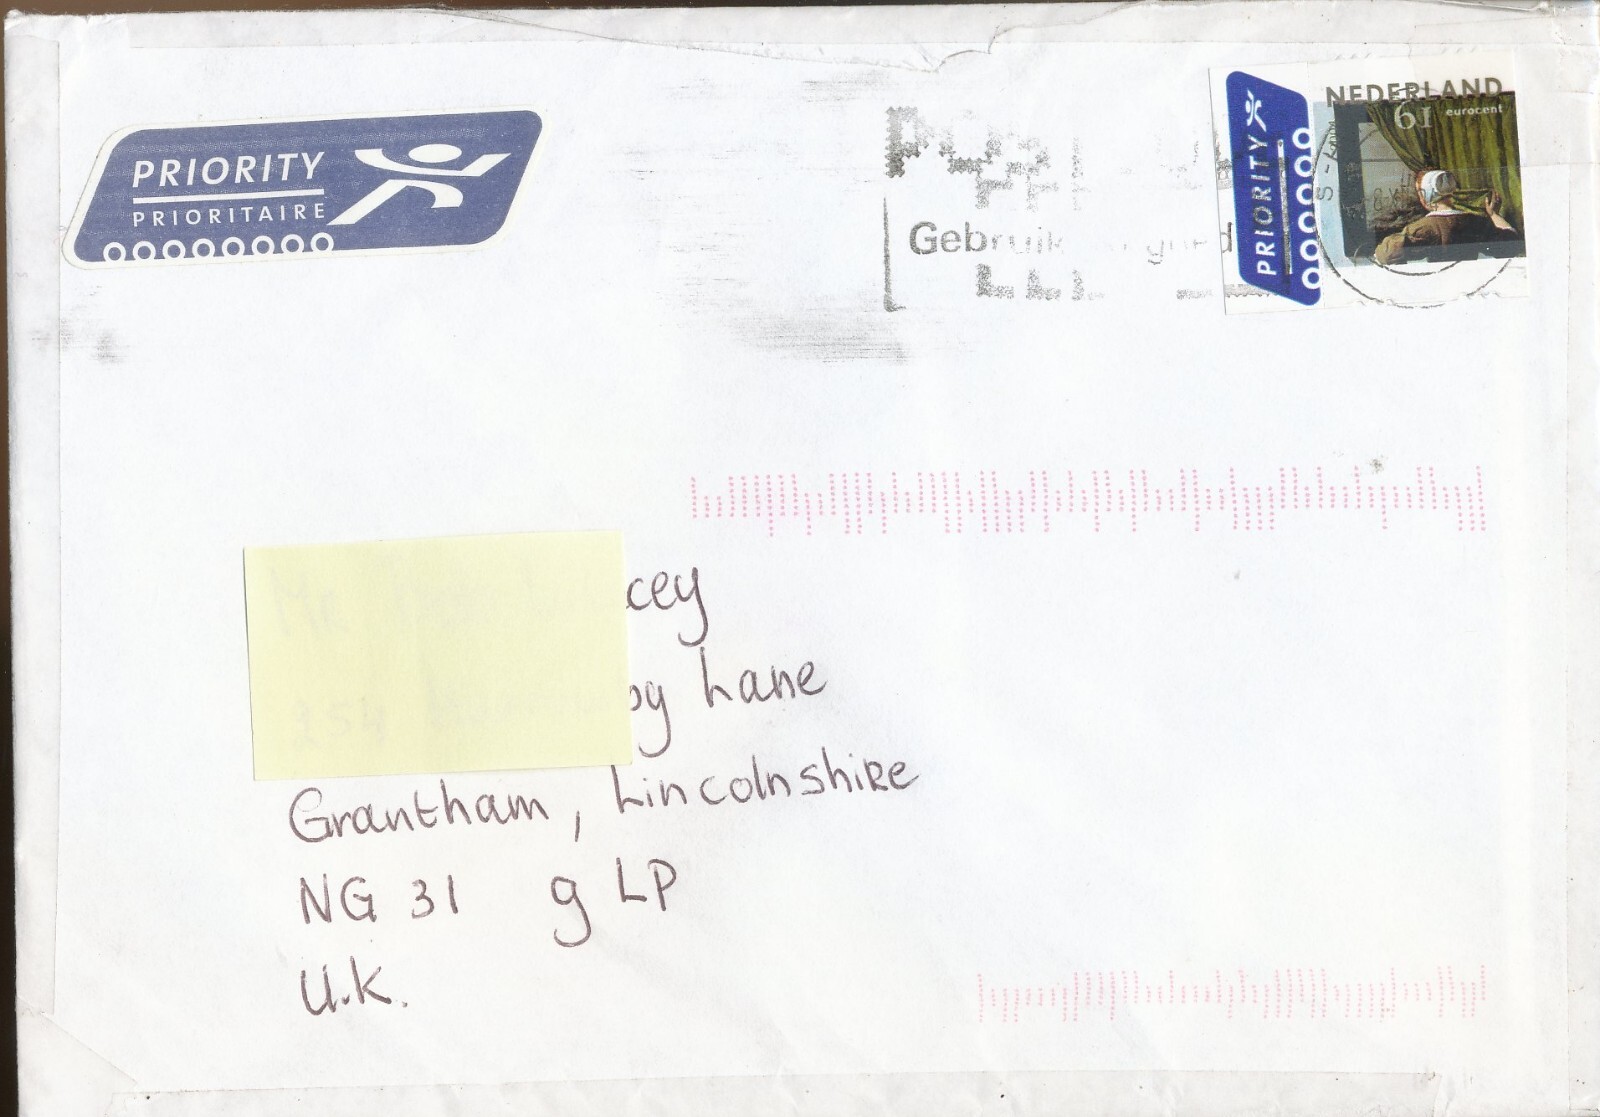 PRIORITY
PRIORITAIRE
PRIORITY
NEDERLAND
61 eurocent
Gebruik
cey
Lane
Grantham, Lincolnshire
NG 31 9 LP
U.K.